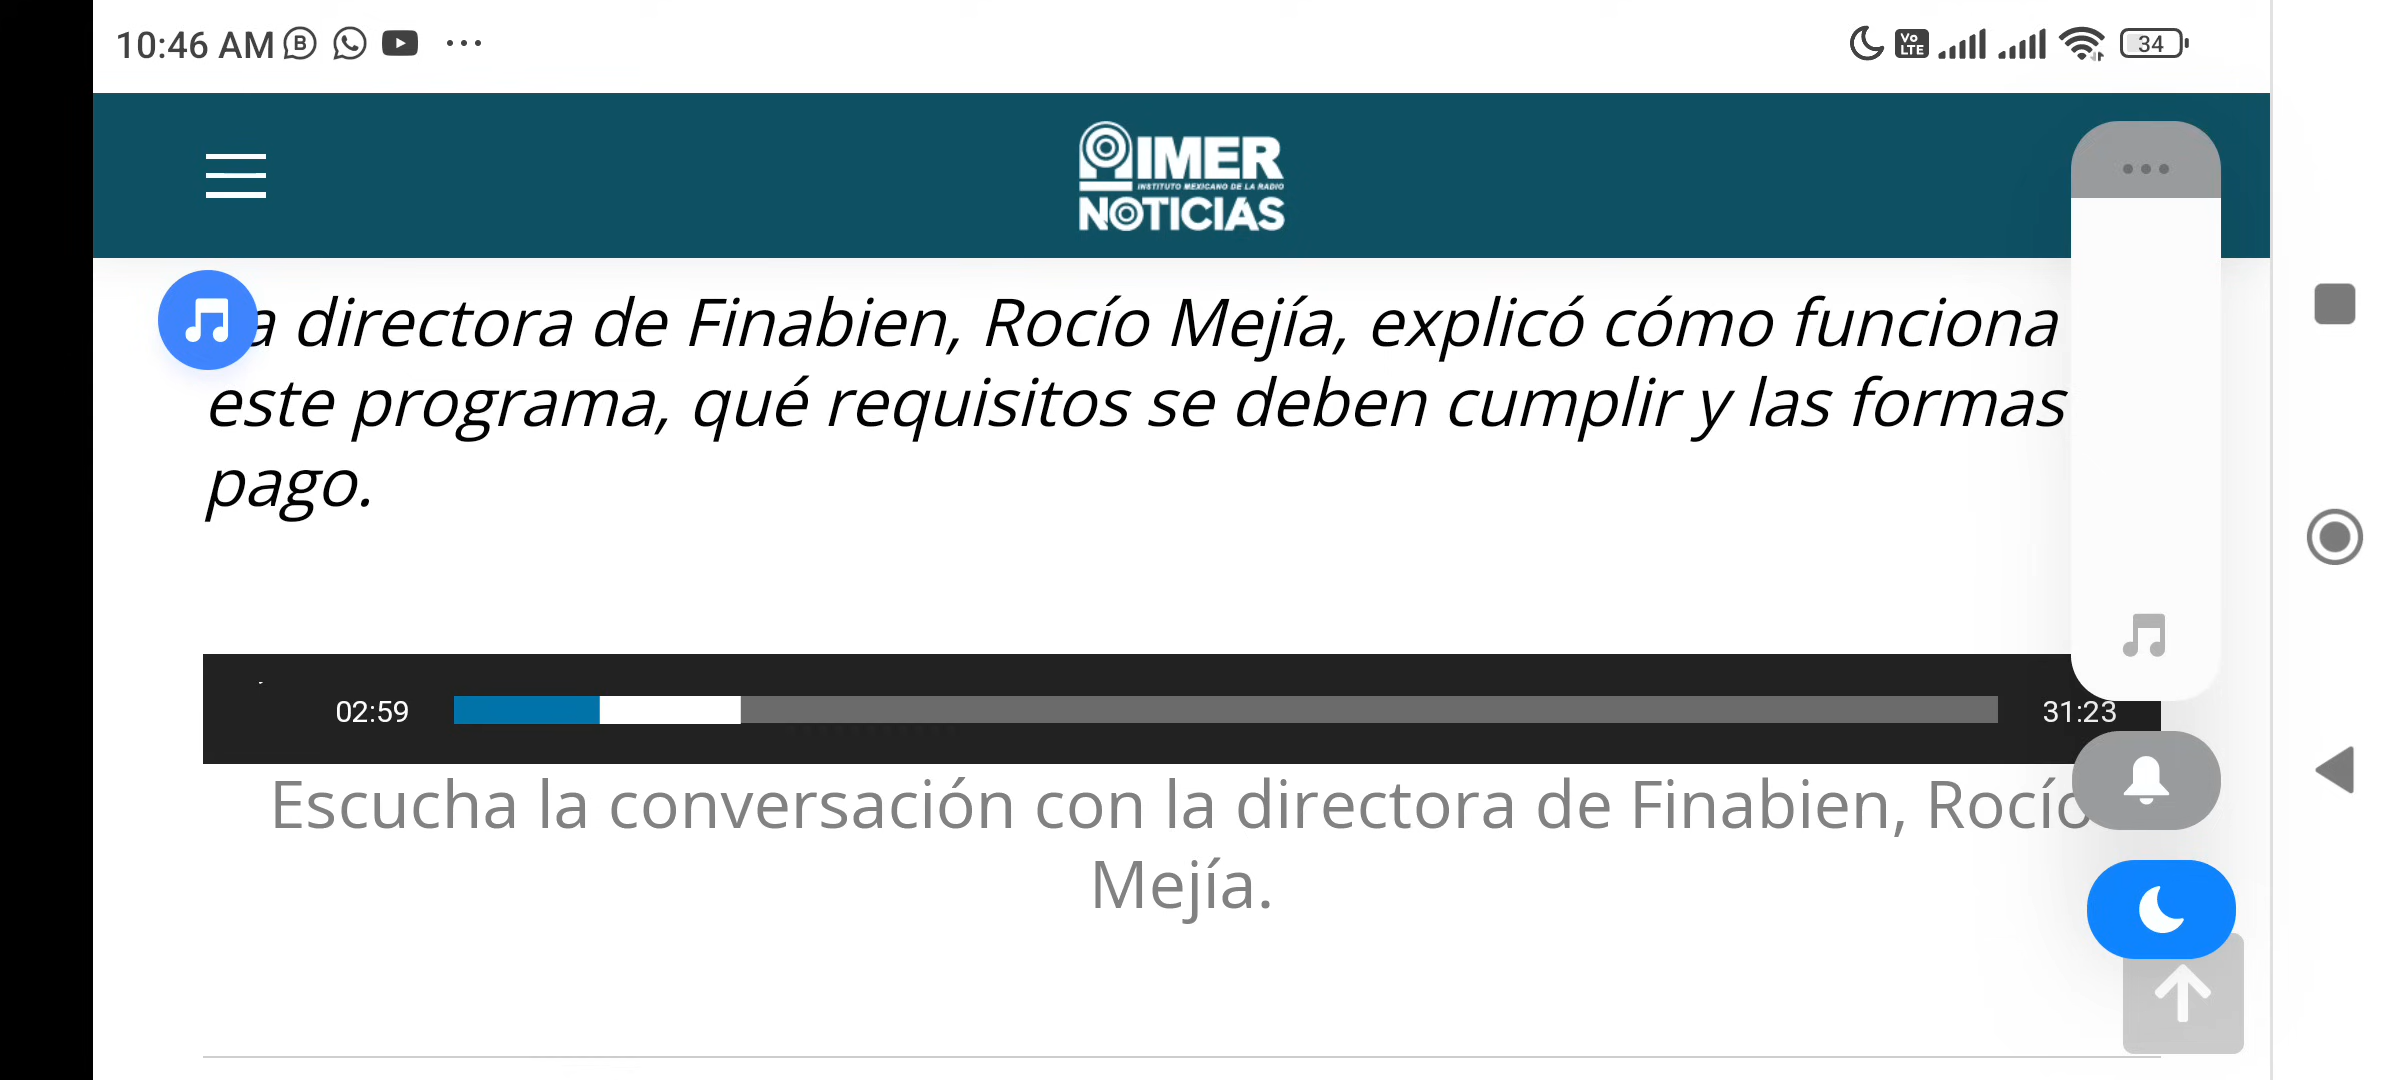 10:46 AM
Vo LTE
34
IMER
INSTITUTO MEXICANO DE LA RADIO
NOTICIAS
a directora de Finabien, Rocío Mejía, explicó cómo funciona
este programa, qué requisitos se deben cumplir y las formas
pago.
02:59
31:23
Escucha la conversación con la directora de Finabien, Rocío
Mejía.